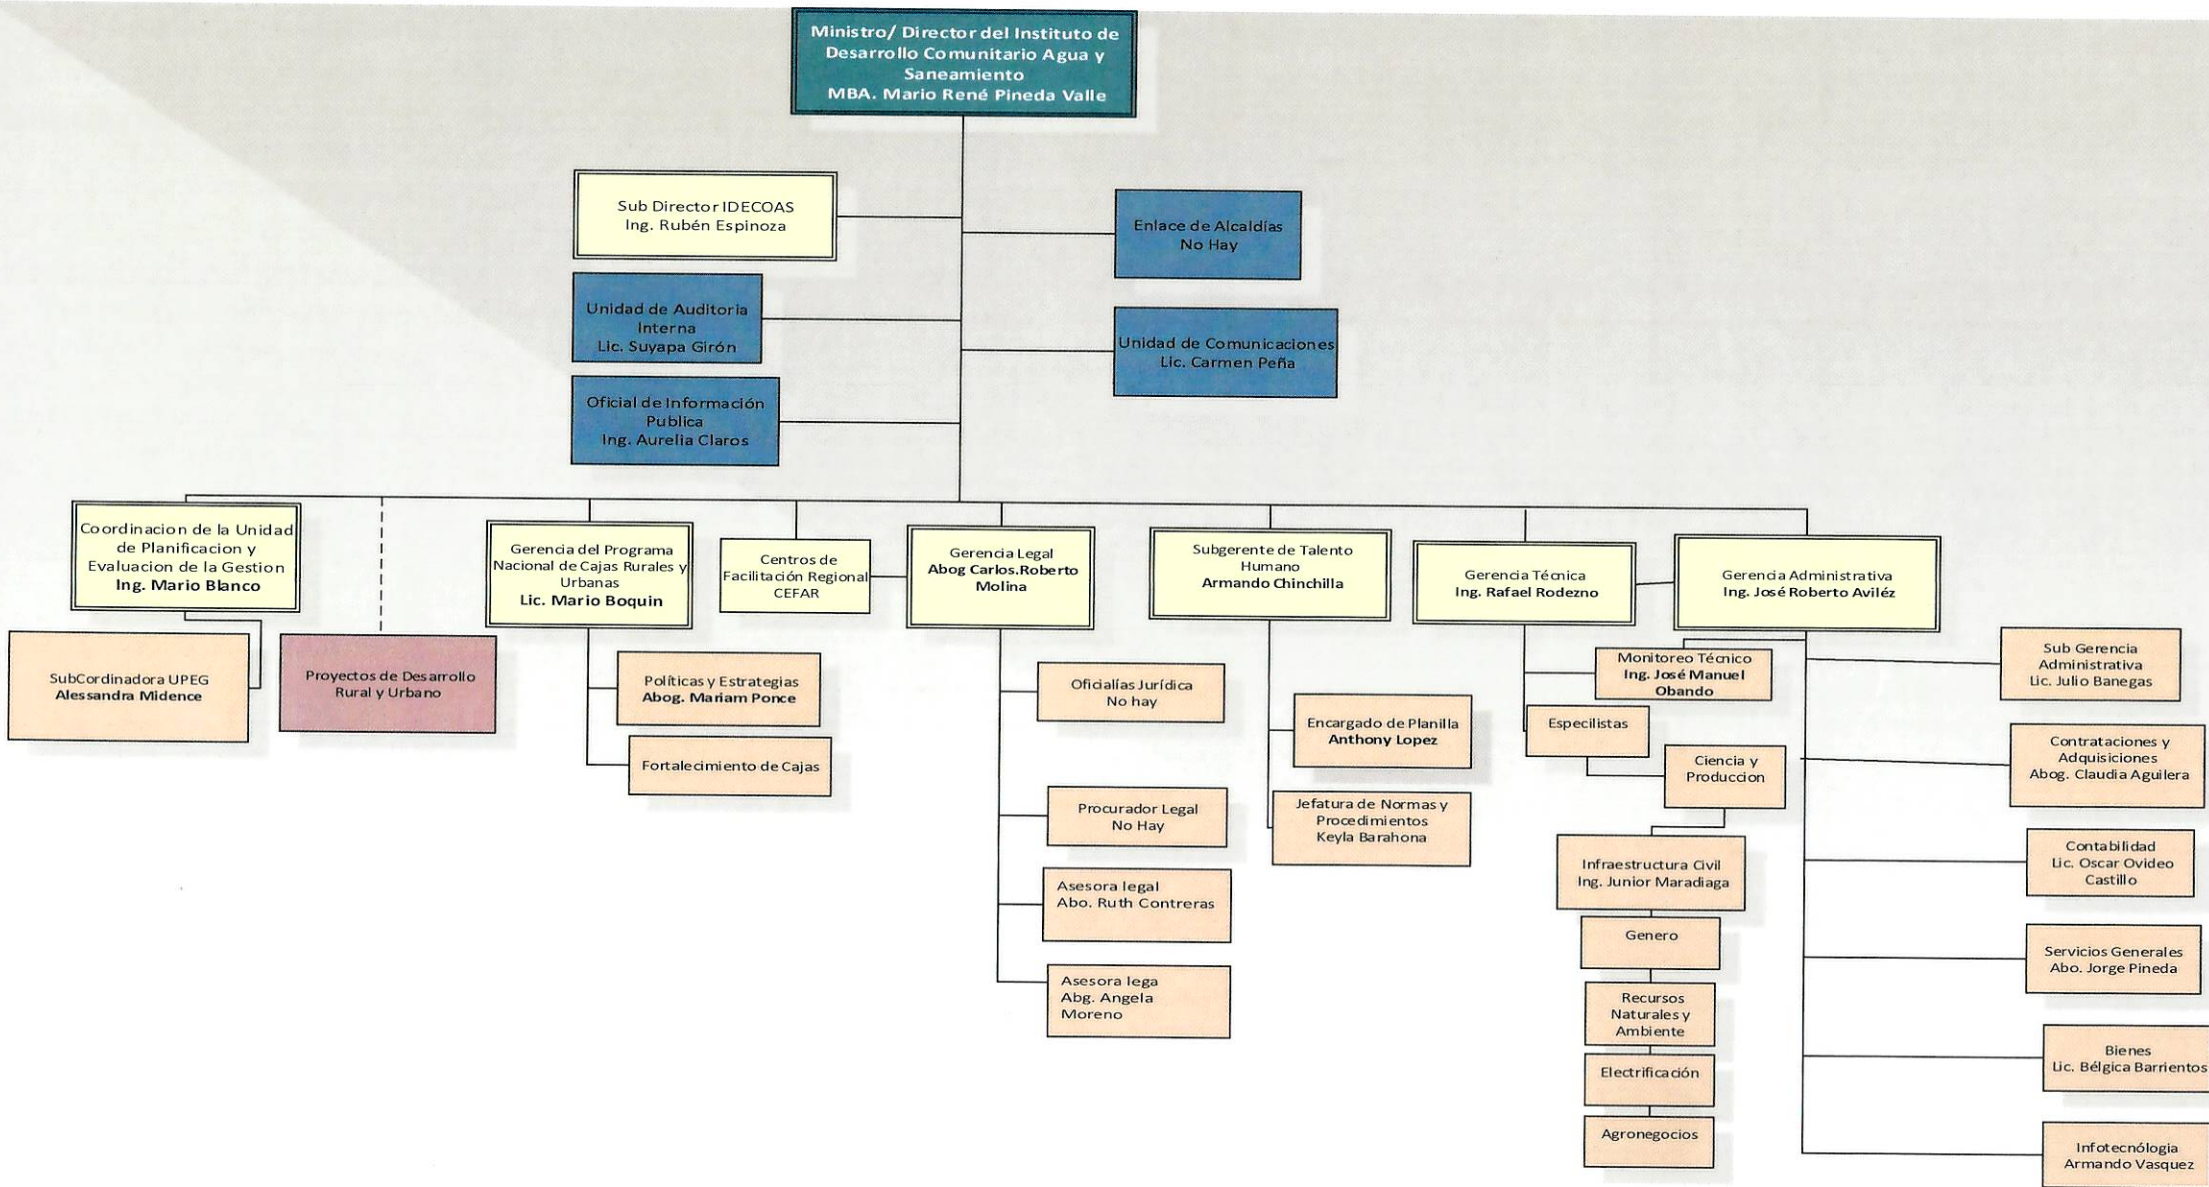 Ministro/ Director del Instituto de
Desarrollo Comunitario Agua y
Saneamiento
MBA. Mario René Pineda Valle
Sub Director IDECOAS
Ing. Rubén Espinoza
Enlace de Alcaldías
No Hay
Unidad de Auditoria
Interna
Lic. Suyapa Girón
Unidad de Comunicaciones
Lic. Carmen Peña
Oficial de Información
Publica
Ing. Aurelia Claros
Coordinacion de la Unidad
de Planificacion y
Evaluacion de la Gestion
Ing. Mario Blanco
Gerencia del Programa
Nacional de Cajas Rurales y
Urbanas
Lic. Mario Boquin
Centros de
Facilitación Regional
CEFAR
Gerencia Legal
Abog Carlos.Roberto
Molina
Subgerente de Talento
Humano
Armando Chinchilla
Gerencia Técnica
Ing. Rafael Rodezno
Gerencia Administrativa
Ing. José Roberto Aviléz
SubCordinadora UPEG
Alessandra Midence
Proyectos de Desarrollo
Rural y Urbano
Políticas y Estrategias
Abog. Mariam Ponce
Fortalecimiento de Cajas
Oficialías Jurídica
No hay
Procurador Legal
No Hay
Asesora legal
Abo. Ruth Contreras
Asesora lega
Abg. Angela
Moreno
Encargado de Planilla
Anthony Lopez
Jefatura de Normas y
Procedimientos
Keyla Barahona
Monitoreo Técnico
Ing. José Manuel
Obando
Especilistas
Ciencia y
Produccion
Infraestructura Civil
Ing. Junior Maradiaga
Genero
Recursos
Naturales y
Ambiente
Electrificación
Agronegocios
Sub Gerencia
Administrativa
Lic. Julio Banegas
Contrataciones y
Adquisiciones
Abog. Claudia Aguilera
Contabilidad
Lic. Oscar Ovideo
Castillo
Servicios Generales
Abo. Jorge Pineda
Bienes
Lic. Bélgica Barrientos
Infotecnólogia
Armando Vasquez